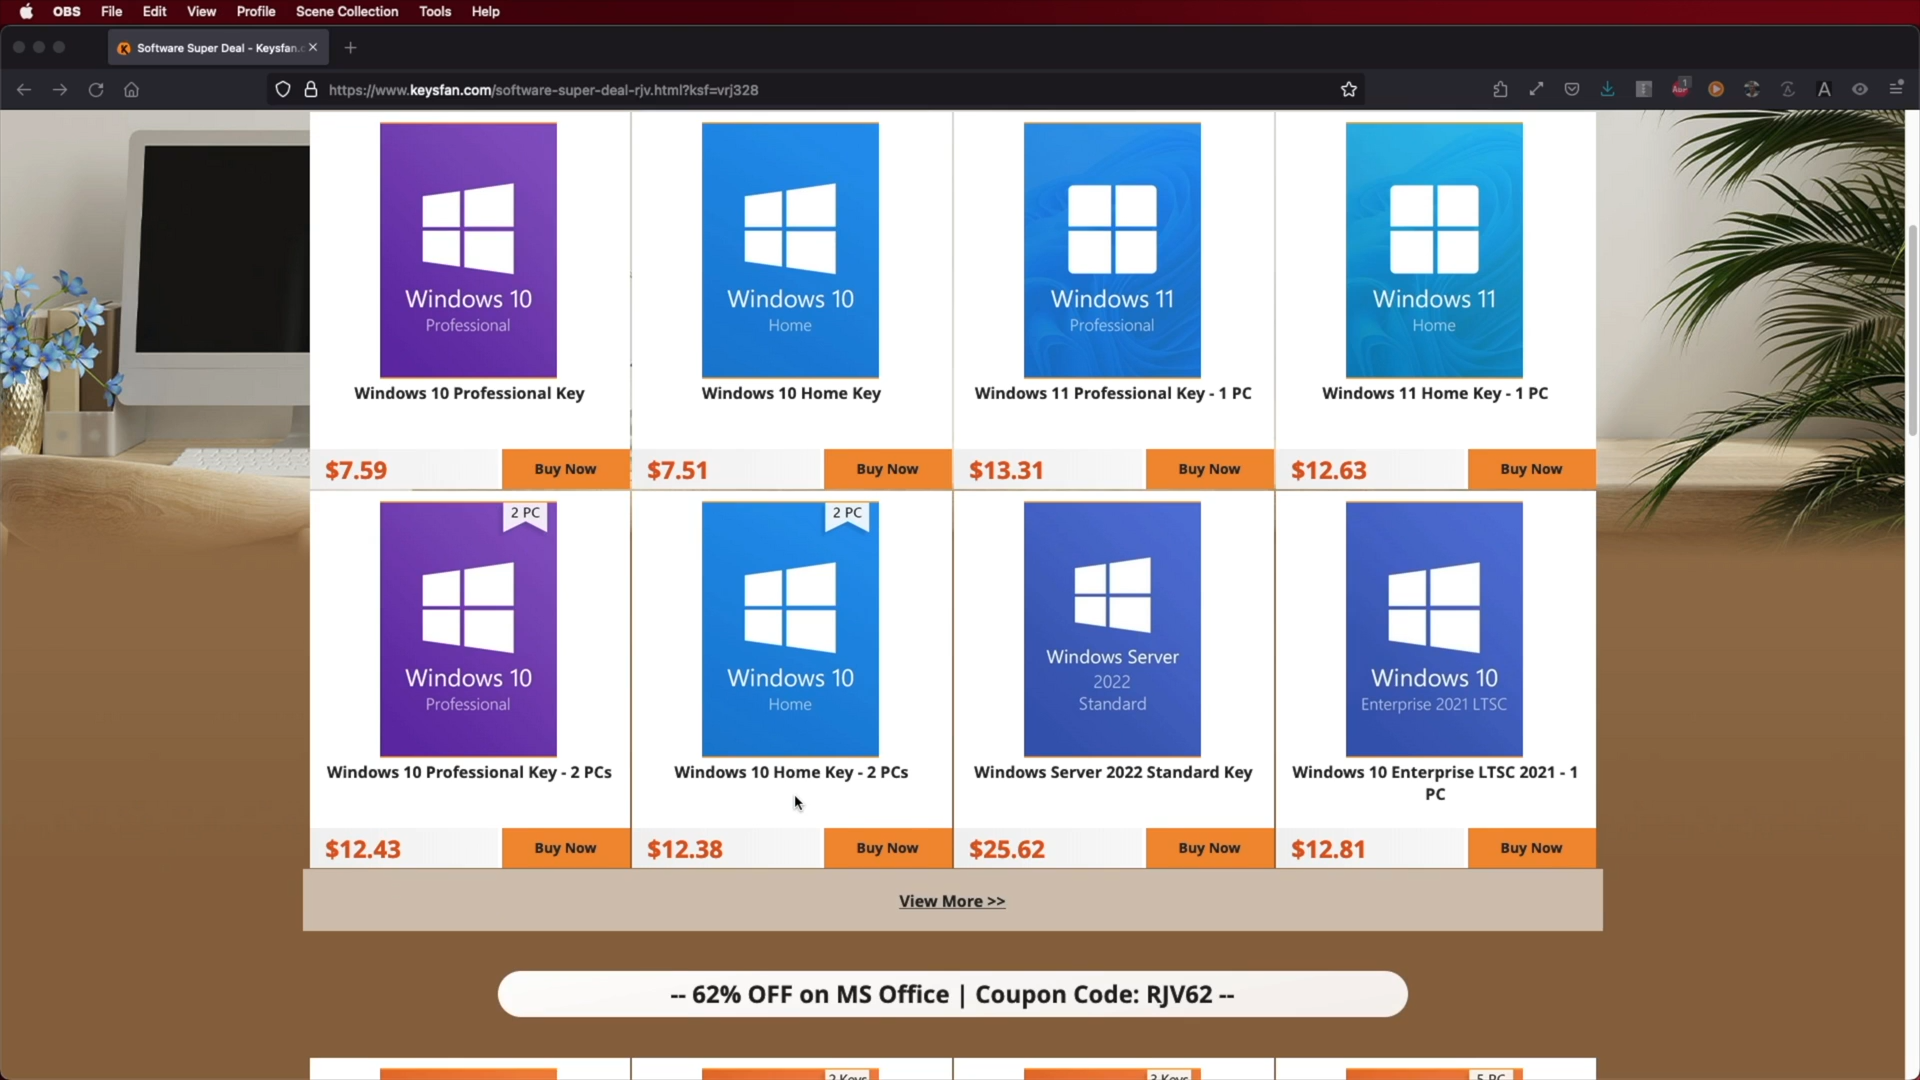 OBS File Edit View Profile Scene Collection Tools Help
Software Super Deal - Keysfan.c
https://www.keysfan.com/software-super-deal-rjv.html?ksf=vrj328
1
A
Windows 10
Professional
Windows 10
Home
Windows 11
Professional
Windows 11
Home
Windows 10 Professional Key
Windows 10 Home Key
Windows 11 Professional Key - 1 PC
Windows 11 Home Key - 1 PC
$7.59 Buy Now
$7.51 Buy Now
$13.31 Buy Now
$12.63 Buy Now
2 PC
Windows 10
Professional
2 PC
Windows 10
Home
Windows Server
2022
Standard
Windows 10
Enterprise 2021 LTSC
Windows 10 Professional Key - 2 PCs
Windows 10 Home Key - 2 PCs
Windows Server 2022 Standard Key
Windows 10 Enterprise LTSC 2021 - 1
PC
$12.43 Buy Now
$12.38 Buy Now
$25.62 Buy Now
$12.81 Buy Now
View More >>
-- 62% OFF on MS Office | Coupon Code: RJV62 --
2 Keys
3 Keys
5 PC